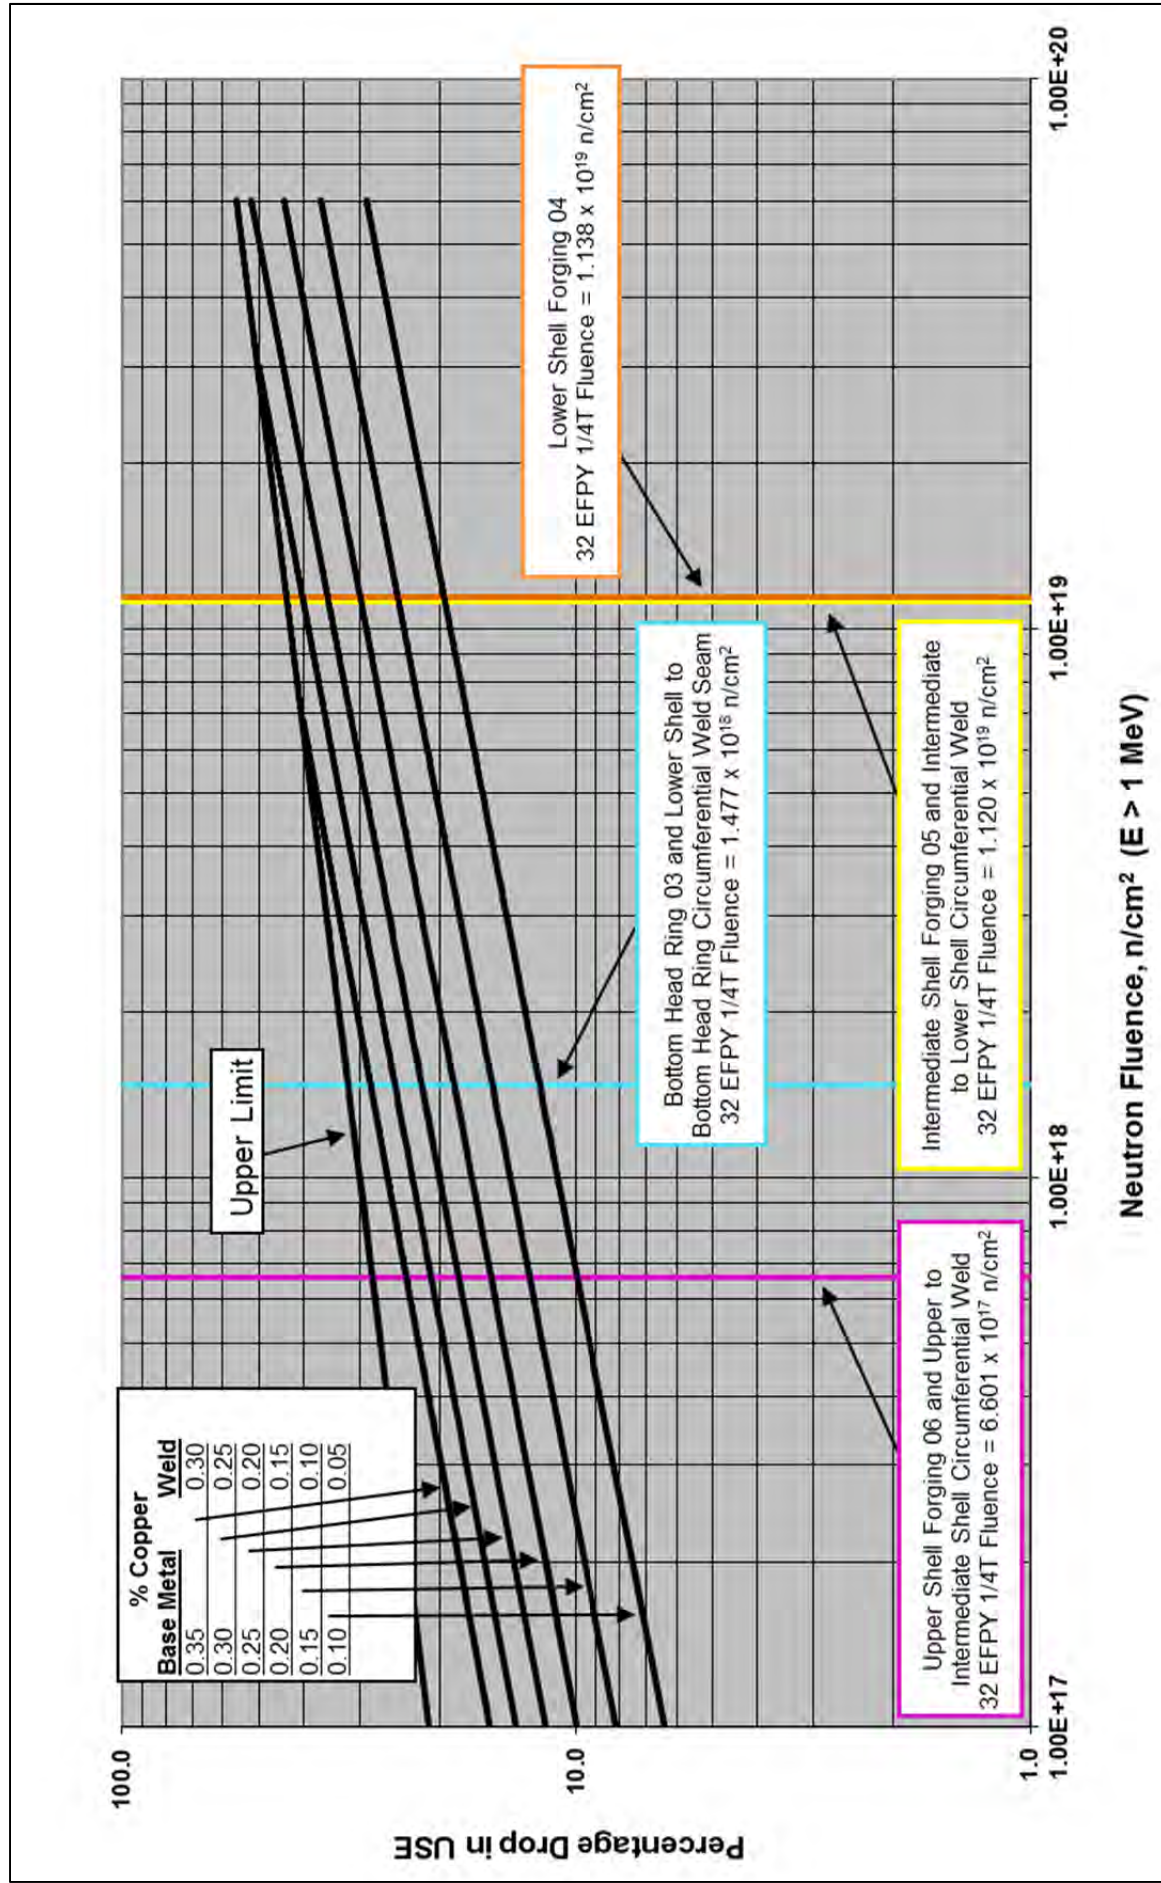 Percentage Drop in USE
100.0
10.0
1.0
% Copper
Base Metal Weld
0.35 0.30
0.30 0.25
0.25 0.20
0.20 0.15
0.15 0.10
0.10 0.05
Upper Limit
Lower Shell Forging 04
32 EFPY 1/4T Fluence = 1.138 x 10¹⁹ n/cm²
Bottom Head Ring 03 and Lower Shell to
Bottom Head Ring Circumferential Weld Seam
32 EFPY 1/4T Fluence = 1.477 x 10¹⁸ n/cm²
Upper Shell Forging 06 and Upper to
Intermediate Shell Circumferential Weld
32 EFPY 1/4T Fluence = 6.601 x 10¹⁷ n/cm²
Intermediate Shell Forging 05 and Intermediate
to Lower Shell Circumferential Weld
32 EFPY 1/4T Fluence = 1.120 x 10¹⁹ n/cm²
1.00E+17
1.00E+18
1.00E+19
1.00E+20
Neutron Fluence, n/cm² (E > 1 MeV)